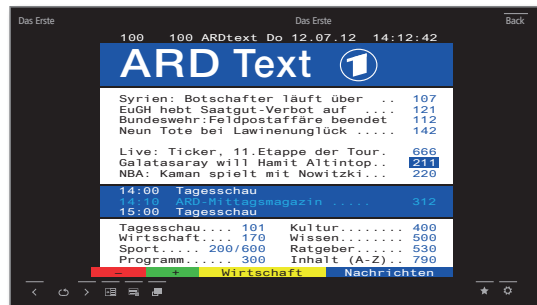 Das Erste Das Erste Back
100 100 ARDtext Do 12.07.12 14:12:42
ARD Text 1
Syrien: Botschafter läuft über .. 107
EuGH hebt Saatgut-Verbot auf .... 121
Bundeswehr:Feldpostaffäre beendet 112
Neun Tote bei Lawinenunglück ..... 142
Live: Ticker, 11.Etappe der Tour. 666
Galatasaray will Hamit Altintop.. 211
NBA: Kaman spielt mit Nowitzki... 220
14:00 Tagesschau
14:10 ARD-Mittagsmagazin ..... 312
15:00 Tagesschau
Tagesschau.... 101 Kultur........ 400
Wirtschaft.... 170 Wissen........ 500
Sport..... 200/600 Ratgeber...... 530
Programm...... 300 Inhalt (A-Z).. 790
– + Wirtschaft Nachrichten